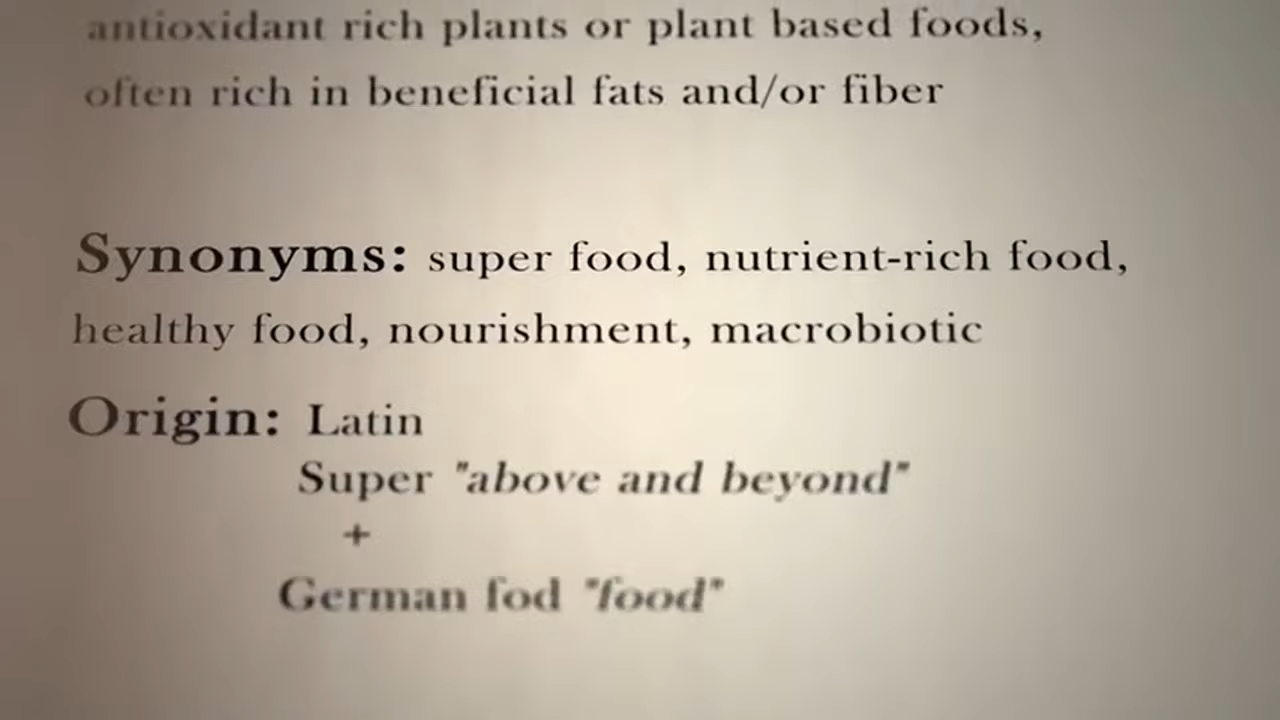 antioxidant rich plants or plant based foods,
often rich in beneficial fats and/or fiber
Synonyms: super food, nutrient-rich food,
healthy food, nourishment, macrobiotic
Origin: Latin
Super "above and beyond"
+
German fod "food"